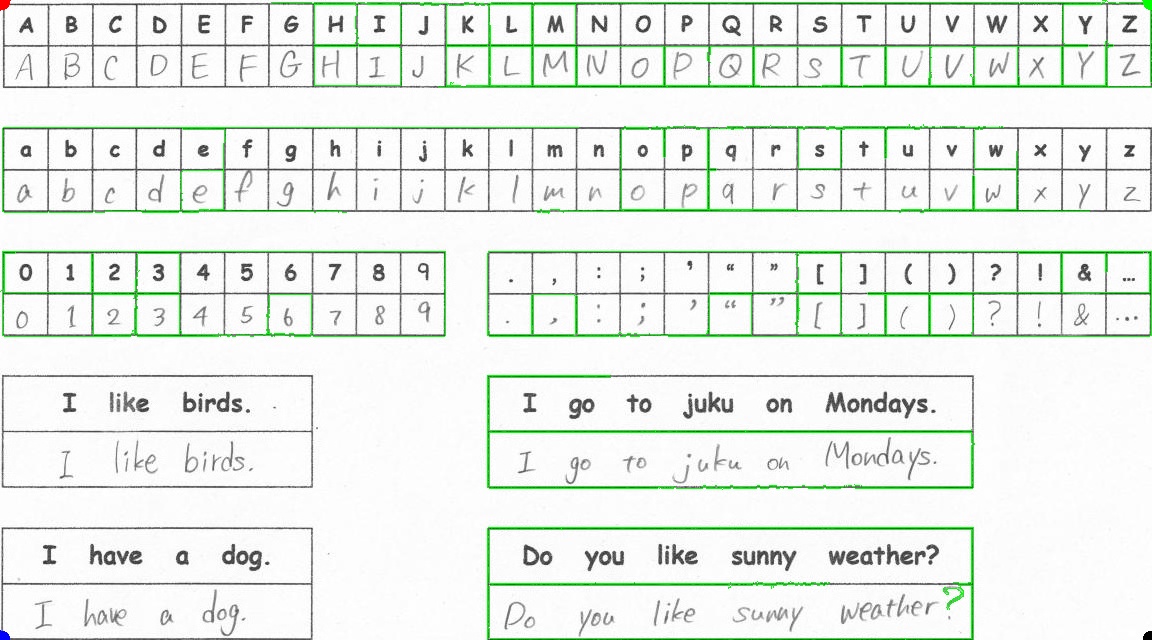 A B C D E F G H I J K L M N O P Q R S T U V W X Y Z
A B C D E F G H I J K L M N O P Q R S T U V W X Y Z
a b c d e f g h i j k l m n o p q r s t u v w x y z
a b c d e f g h i j k l m n o p q r s t u v w x y z
0 1 2 3 4 5 6 7 8 9
0 1 2 3 4 5 6 7 8 9
. , : ; ’ “ ” [ ] ( ) ? ! & …
. , : ; ’ “ ” [ ] ( ) ? ! & …
I like birds.
I like birds.
I go to juku on Mondays.
I go to juku on Mondays.
I have a dog.
I have a dog.
Do you like sunny weather?
Do you like sunny weather?